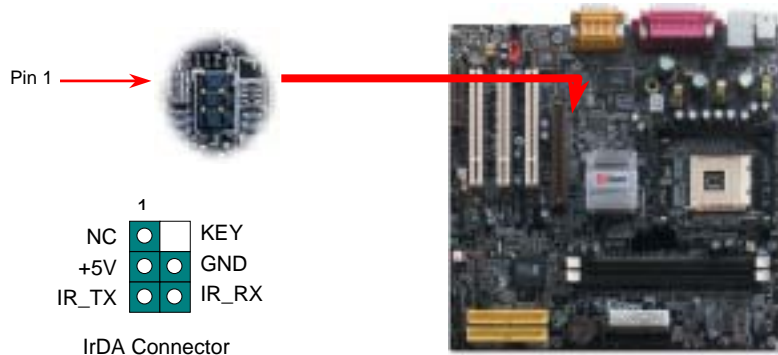 Pin 1
1
NC KEY
+5V GND
IR_TX IR_RX
IrDA Connector